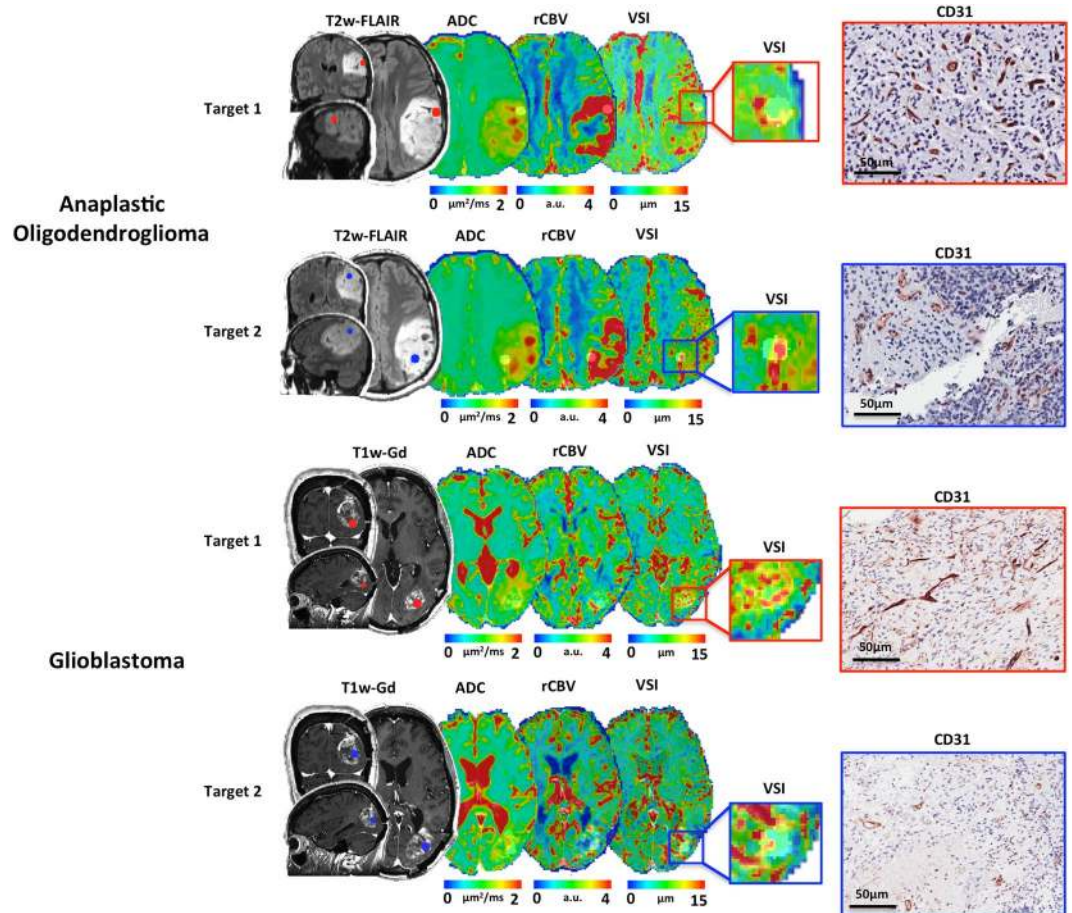 T2w-FLAIR ADC rCBV VSI CD31
VSI
Target 1
50μm
0 μm²/ms 2 0 a.u. 4 0 μm 15
Anaplastic
Oligodendroglioma
T2w-FLAIR ADC rCBV VSI CD31
VSI
Target 2
50μm
0 μm²/ms 2 0 a.u. 4 0 μm 15
T1w-Gd ADC rCBV VSI CD31
Target 1
VSI
50μm
0 μm²/ms 2 0 a.u. 4 0 μm 15
Glioblastoma
T1w-Gd ADC rCBV VSI CD31
Target 2
VSI
50μm
0 μm²/ms 2 0 a.u. 4 0 μm 15